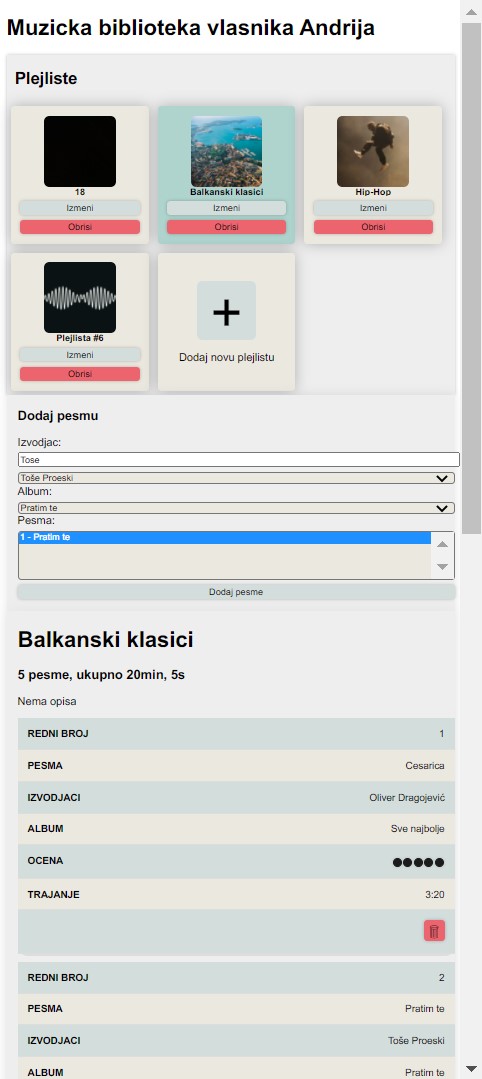 Muzicka biblioteka vlasnika Andrija
Plejliste
18
Izmeni
Obrisi
Balkanski klasici
Izmeni
Obrisi
Hip-Hop
Izmeni
Obrisi
Plejlista #6
Izmeni
Obrisi
Dodaj novu plejlistu
Dodaj pesmu
Izvodjac:
Tose
Toše Proeski
Album:
Pratim te
Pesma:
1 - Pratim te
Dodaj pesme
Balkanski klasici
5 pesme, ukupno 20min, 5s
Nema opisa
REDNI BROJ 1
PESMA Cesarica
IZVODJACI Oliver Dragojević
ALBUM Sve najbolje
OCENA
TRAJANJE 3:20
REDNI BROJ 2
PESMA Pratim te
IZVODJACI Toše Proeski
ALBUM Pratim te